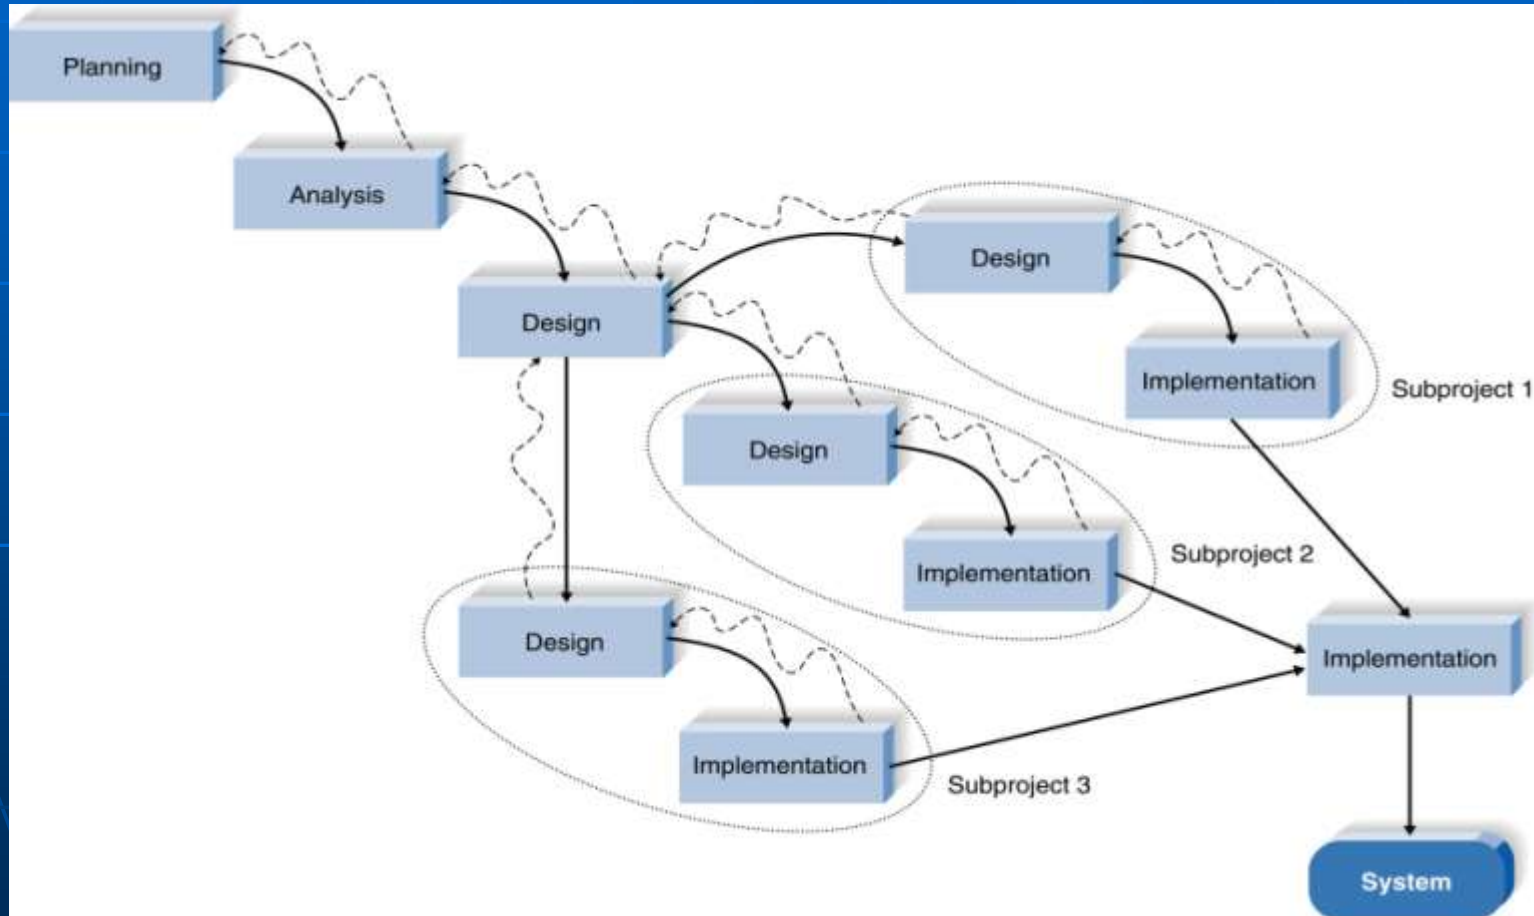 Planning
Analysis
Design
Design
Implementation
Subproject 1
Design
Implementation
Subproject 2
Design
Implementation
Subproject 3
Implementation
System